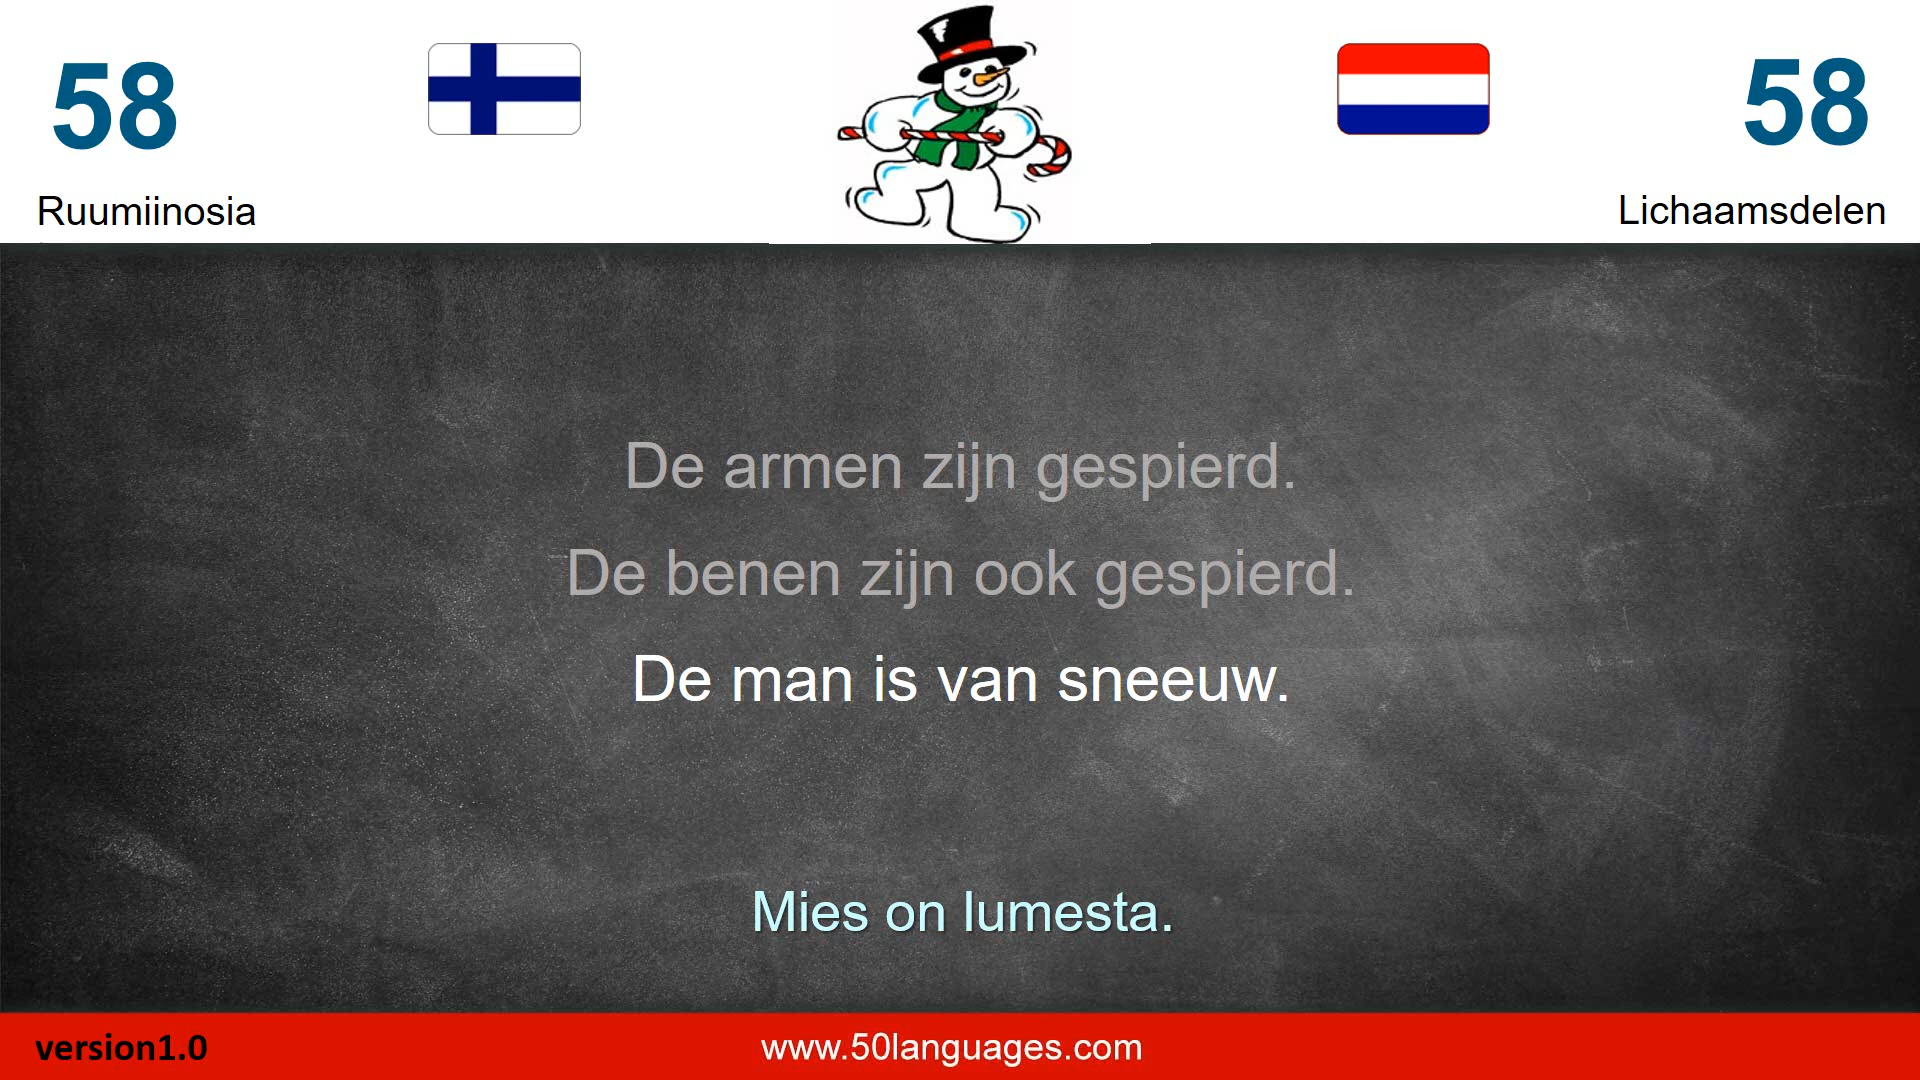 58
58
Ruumiinosia
Lichaamsdelen
De armen zijn gespierd.
De benen zijn ook gespierd.
De man is van sneeuw.
Mies on lumesta.
version1.0
www.50languages.com